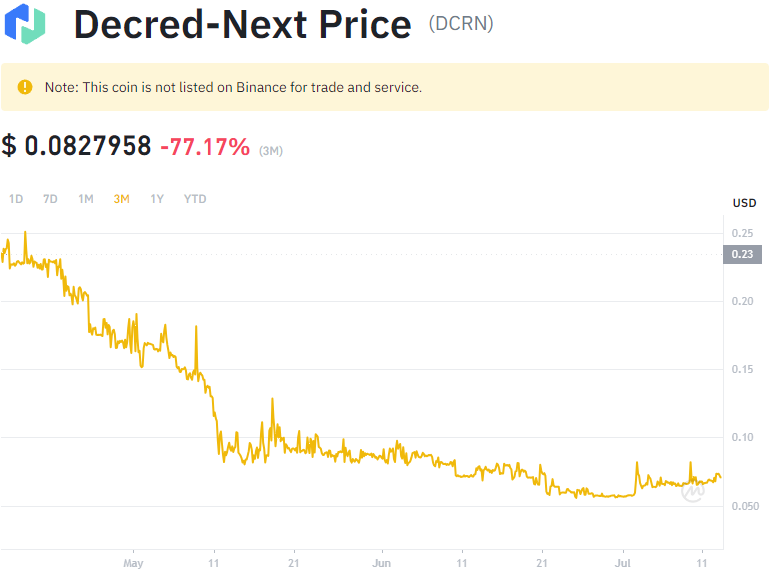 Decred-Next Price (DCRN)
Note: This coin is not listed on Binance for trade and service.
$ 0.0827958 -77.17% (3M)
1D 7D 1M 3M 1Y YTD
USD
0.25
0.23
0.20
0.15
0.10
0.050
May 11 21 Jun 11 21 Jul 11